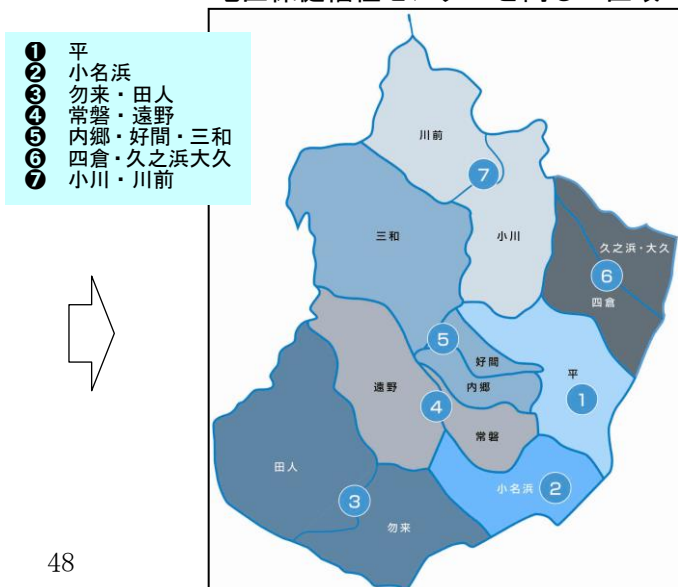 ❶ 平
❷ 小名浜
❸ 勿来・田人
❹ 常磐・遠野
❺ 内郷・好間・三和
❻ 四倉・久之浜大久
❼ 小川・川前
川前
7
三和
小川
久之浜・大久
6
四倉
5
好間
平
遠野
内郷
4
1
常磐
田人
小名浜
2
3
勿来
48